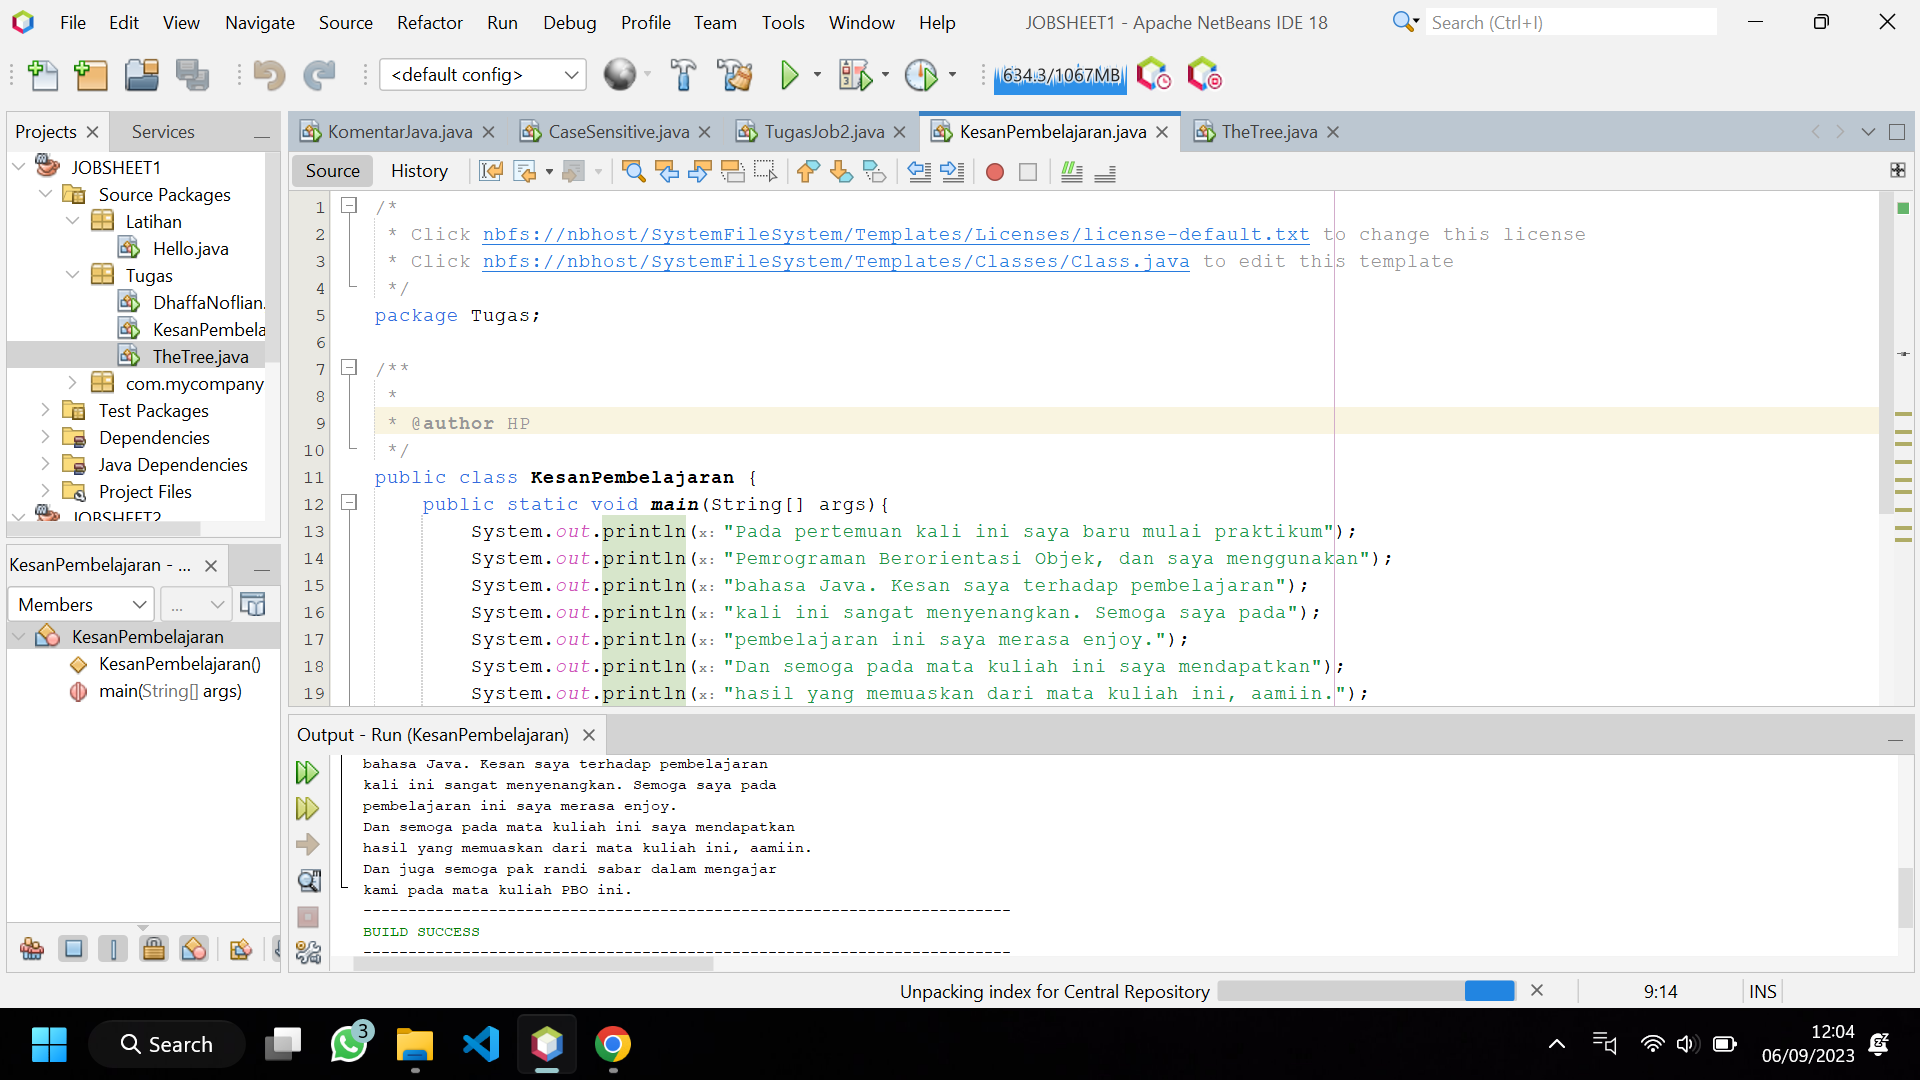 File Edit View Navigate Source Refactor Run Debug Profile Team Tools Window Help JOBSHEET1 - Apache NetBeans IDE 18 Search (Ctrl+I)
<default config> 634.3/1067MB
Projects Services
JOBSHEET1
Source Packages
Latihan
Hello.java
Tugas
DhaffaNoflian.
KesanPembela
TheTree.java
com.mycompany
Test Packages
Dependencies
Java Dependencies
Project Files
JOBSHEET2
KesanPembelajaran - ...
Members ...
KesanPembelajaran
KesanPembelajaran()
main(String[] args)
KomentarJava.java CaseSensitive.java TugasJob2.java KesanPembelajaran.java TheTree.java
Source History
1 /*
2 * Click nbfs://nbhost/SystemFileSystem/Templates/Licenses/license-default.txt to change this license
3 * Click nbfs://nbhost/SystemFileSystem/Templates/Classes/Class.java to edit this template
4 */
5 package Tugas;
6
7 /**
8 *
9 * @author HP
10 */
11 public class KesanPembelajaran {
12 public static void main(String[] args){
13 System.out.println(x: "Pada pertemuan kali ini saya baru mulai praktikum");
14 System.out.println(x: "Pemrograman Berorientasi Objek, dan saya menggunakan");
15 System.out.println(x: "bahasa Java. Kesan saya terhadap pembelajaran");
16 System.out.println(x: "kali ini sangat menyenangkan. Semoga saya pada");
17 System.out.println(x: "pembelajaran ini saya merasa enjoy.");
18 System.out.println(x: "Dan semoga pada mata kuliah ini saya mendapatkan");
19 System.out.println(x: "hasil yang memuaskan dari mata kuliah ini, aamiin.");
Output - Run (KesanPembelajaran)
bahasa Java. Kesan saya terhadap pembelajaran
kali ini sangat menyenangkan. Semoga saya pada
pembelajaran ini saya merasa enjoy.
Dan semoga pada mata kuliah ini saya mendapatkan
hasil yang memuaskan dari mata kuliah ini, aamiin.
Dan juga semoga pak randi sabar dalam mengajar
kami pada mata kuliah PBO ini.
------------------------------------------------------------------------
BUILD SUCCESS
------------------------------------------------------------------------
Unpacking index for Central Repository 9:14 INS
Search 3 12:04
06/09/2023